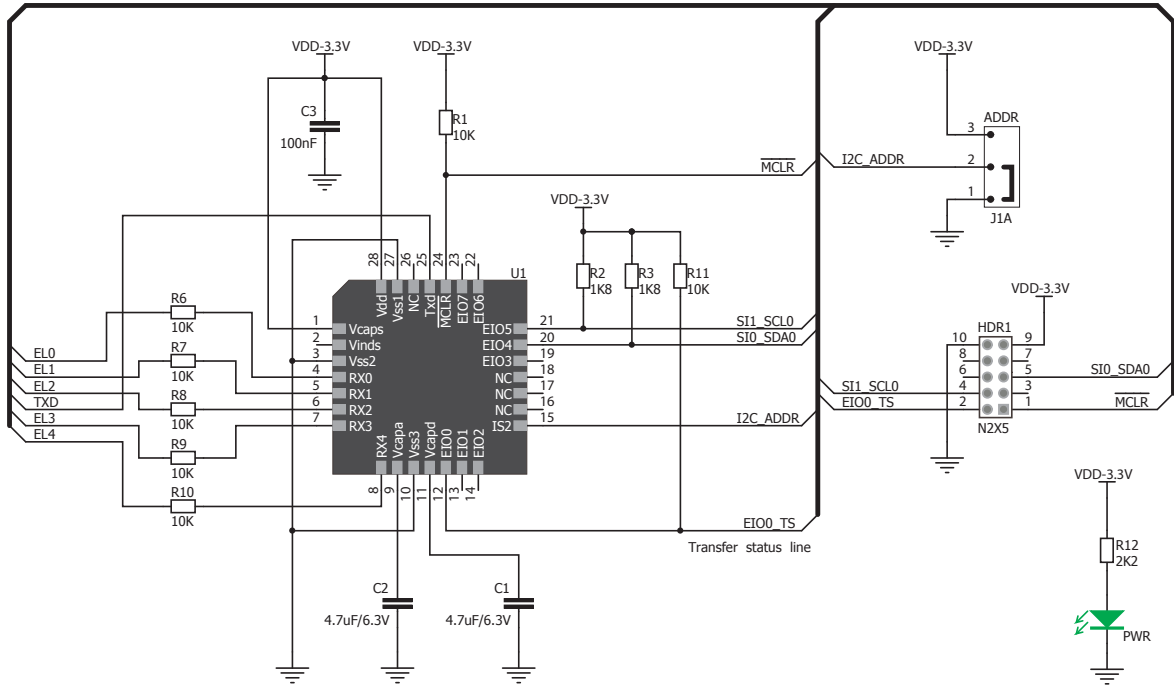 VDD-3.3V
VDD-3.3V
VDD-3.3V
C3
100nF
R1
10K
ADDR
3
2
1
J1A
MCLR
I2C_ADDR
VDD-3.3V
R2
1K8
R3
1K8
R11
10K
28
27
26
25
24
23
22
U1
Vdd
Vss1
NC
Txd
MCLR
EIO7
EIO6
R6
10K
R7
10K
R8
10K
R9
10K
R10
10K
EL0
EL1
EL2
TXD
EL3
EL4
1
2
3
4
5
6
7
Vcaps
Vinds
Vss2
RX0
RX1
RX2
RX3
EIO5
EIO4
EIO3
NC
NC
NC
IS2
21
20
19
18
17
16
15
SI1_SCL0
SI0_SDA0
I2C_ADDR
RX4
Vcapa
Vss3
Vcapd
EIO0
EIO1
EIO2
8
9
10
11
12
13
14
EIO0_TS
Transfer status line
C2
4.7uF/6.3V
C1
4.7uF/6.3V
VDD-3.3V
HDR1
10 9
8 7
6 5
4 3
2 1
N2X5
SI1_SCL0
EIO0_TS
SI0_SDA0
MCLR
VDD-3.3V
R12
2K2
PWR